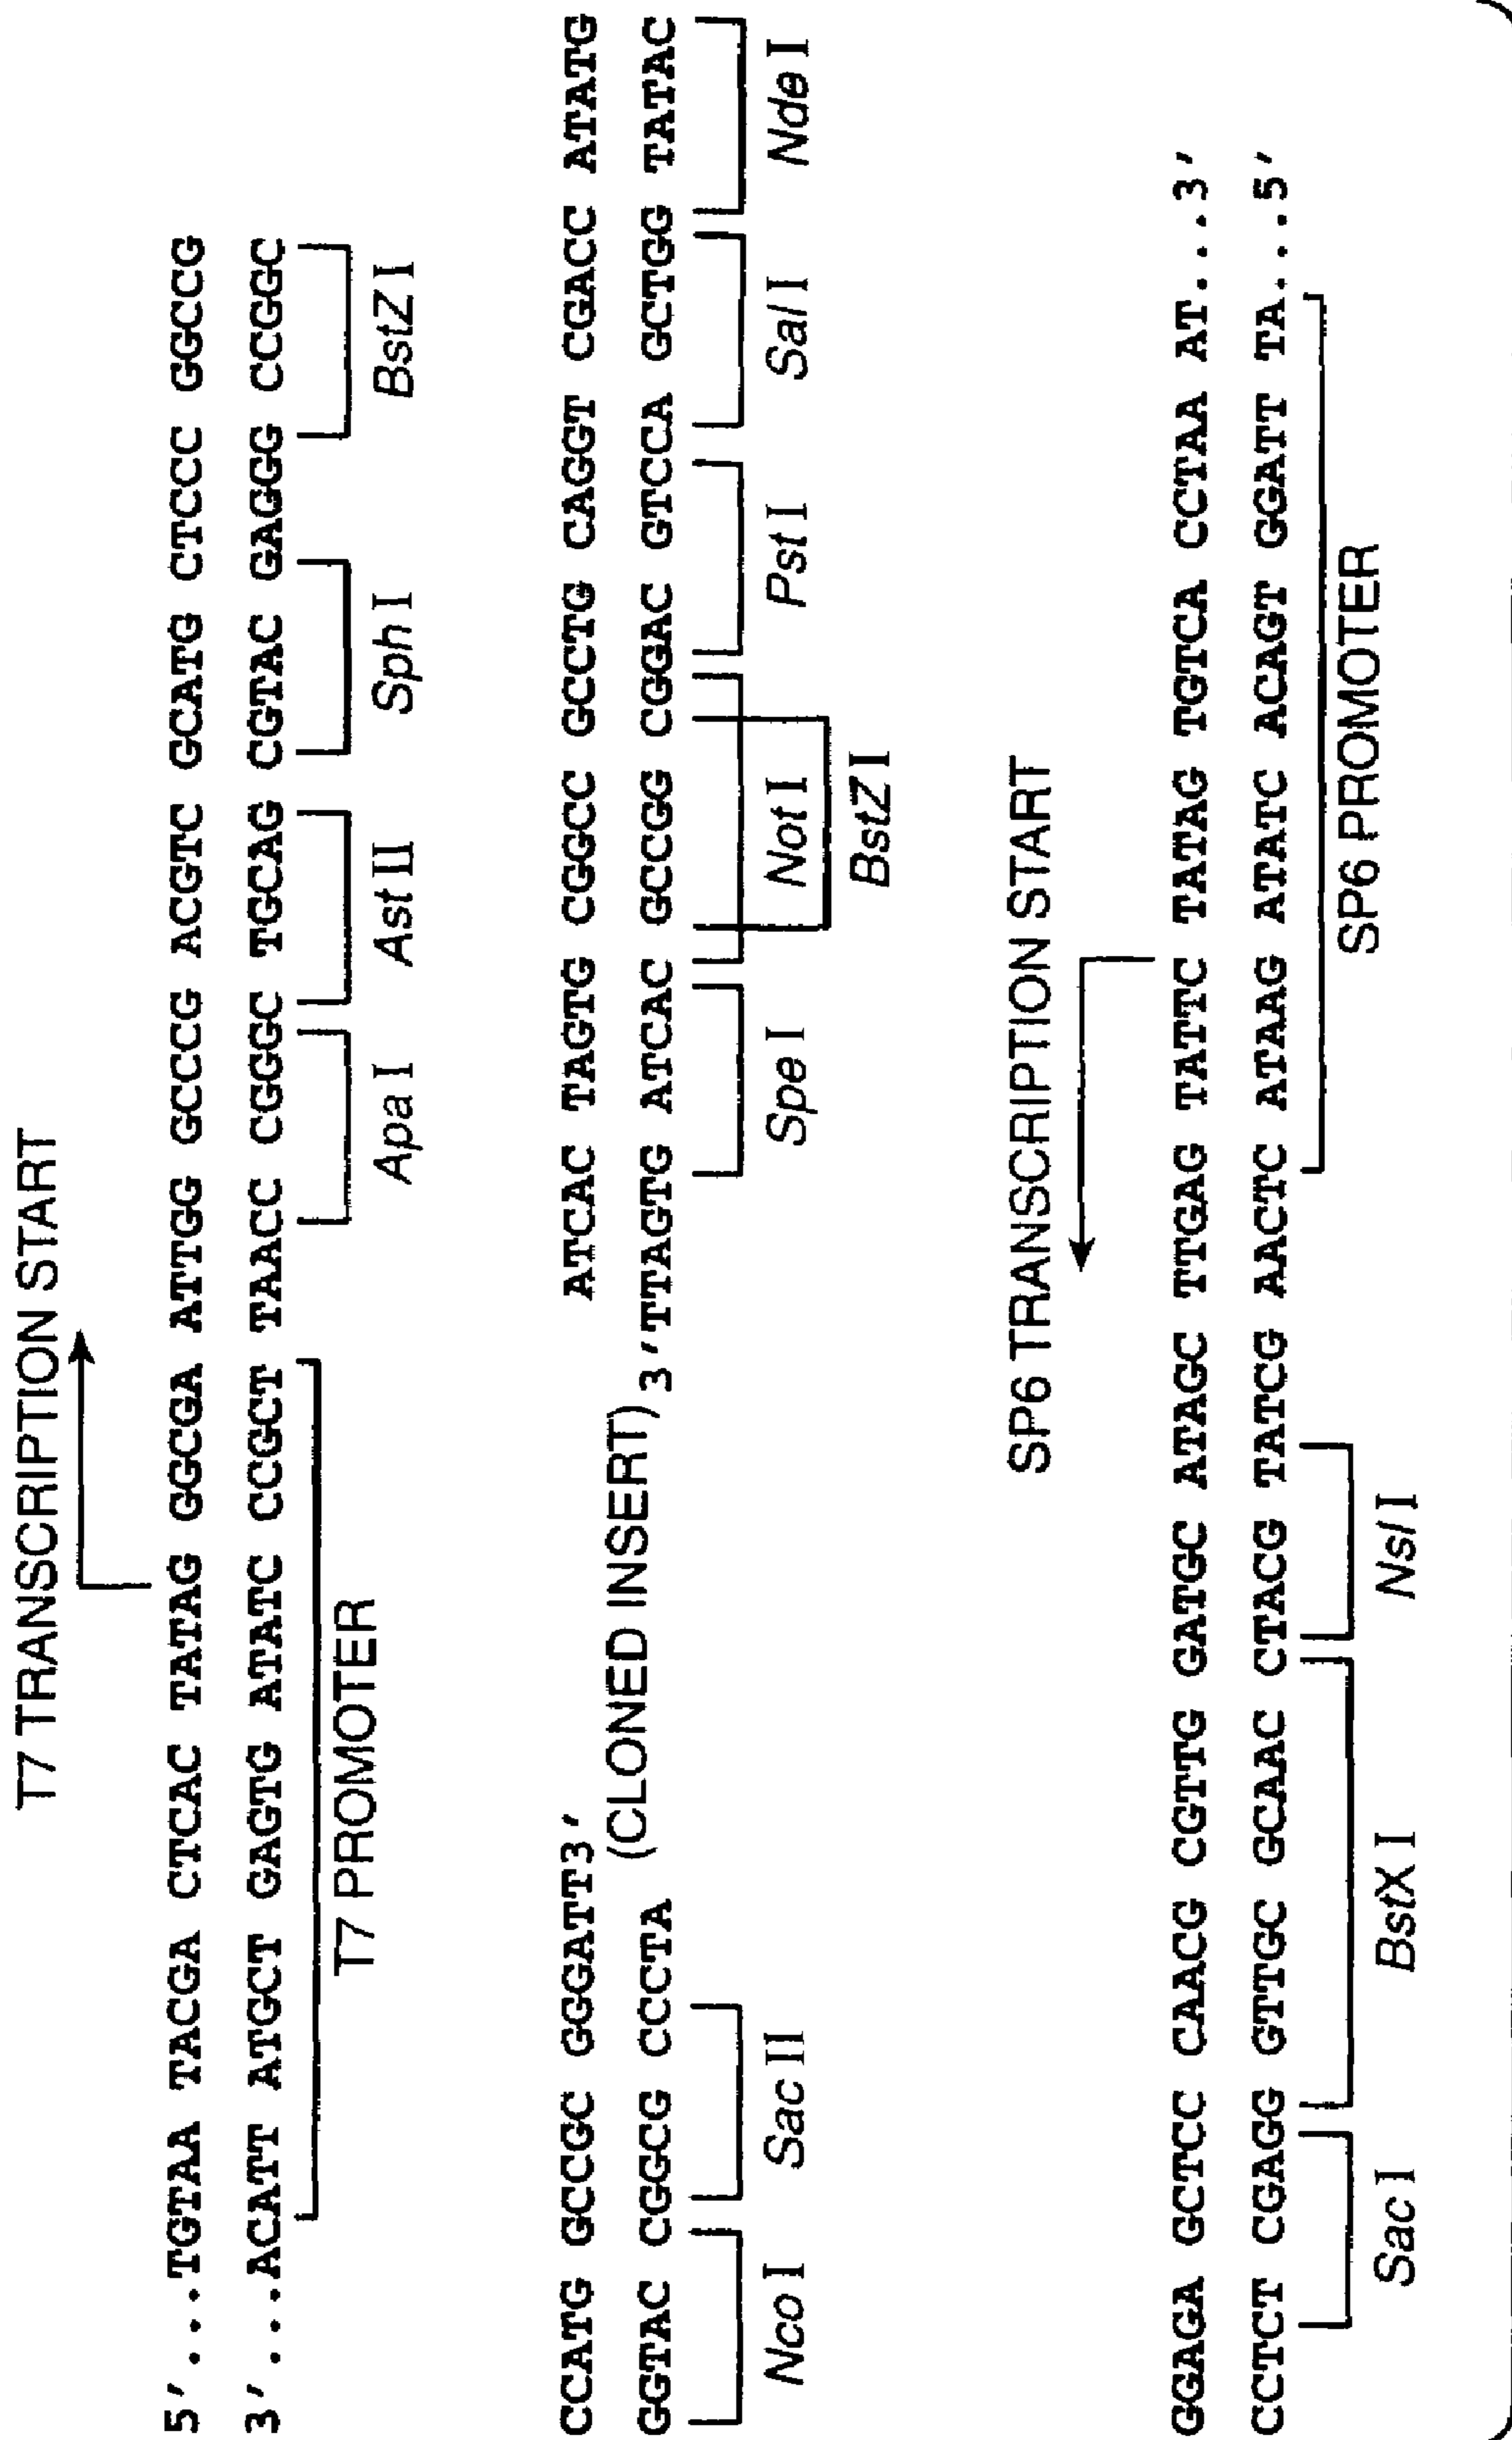 T7 TRANSCRIPTION START
5'...TGTAA TACGA CTCAC TATAG GGCGA ATTGG GCCCG ACGTC GCATG CTCCC GGCCG
3'...ACATT ATGCT GAGTG ATATC CCGCT TAACC CGGGC TGCAG CGTAC GAGGG CCGGC
T7 PROMOTER Apa I Ast II Sph I BstZ I
CCATG GCCGC GGGATT3' ATCAC TAGTG CGGCC GCCTG CAGGT CGACC ATATG
(CLONED INSERT)
GGTAC CGGCG CCCTA 3'TTAGTG ATCAC GCCGG CGGAC GTCCA GCTGG TATAC
Nco I Sac II Spe I Not I Pst I Sal I Nde I
BstZ I
SP6 TRANSCRIPTION START
GGAGA GCTCC CAACG CGTTG GATGC ATAGC TTGAG TATTC TATAG TGTCA CCTAA AT...3'
CCTCT CGAGG GTTGC GCAAC CTACG TATCG AACTC ATAAG ATATC ACAGT GGATT TA...5'
Sac I BstX I Nsl I SP6 PROMOTER